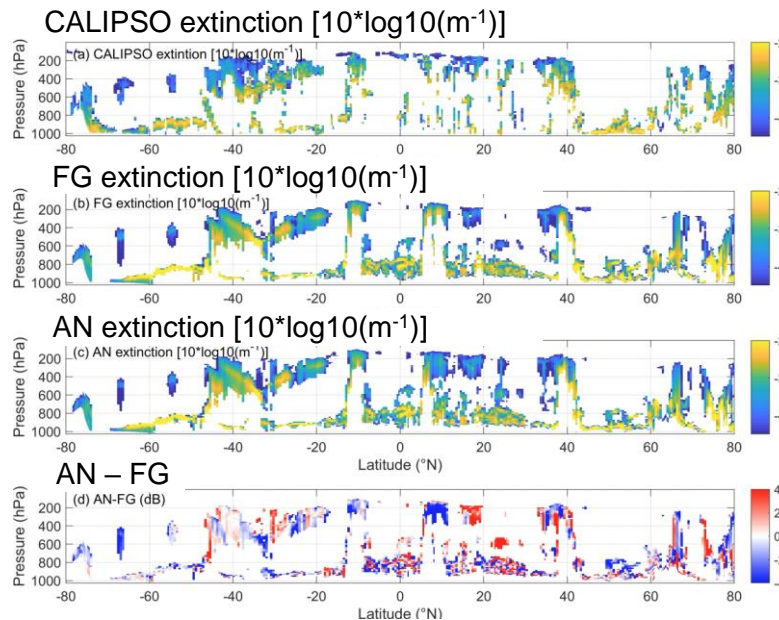 CALIPSO extinction [10*log10(m⁻¹)]
(a) CALIPSO extintion [10*log10(m⁻¹)]
Pressure (hPa)
200
400
600
800
1000
-80 -60 -40 -20 0 20 40 60 80
FG extinction [10*log10(m⁻¹)]
(b) FG extinction [10*log10(m⁻¹)]
Pressure (hPa)
200
400
600
800
1000
-80 -60 -40 -20 0 20 40 60 80
AN extinction [10*log10(m⁻¹)]
(c) AN extinction [10*log10(m⁻¹)]
Pressure (hPa)
200
400
600
800
1000
-80 -60 -40 -20 0 20 40 60 80
Latitude (°N)
AN – FG
(d) AN-FG (dB)
Pressure (hPa)
200
400
600
800
1000
4
2
0
-80 -60 -40 -20 0 20 40 60 80
Latitude (°N)